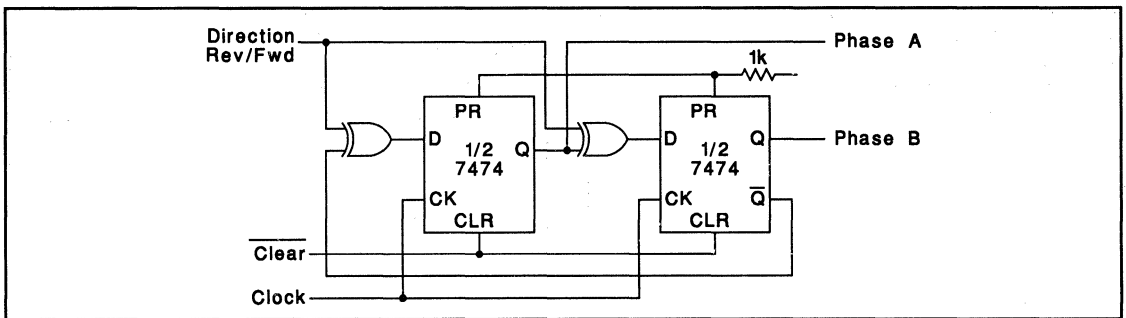 Direction
Rev/Fwd
Phase A
1k
PR
PR
D
1/2
7474
Q
D
1/2
7474
Q
Phase B
CK
CK
Q̅
CLR
CLR
C̅l̅e̅a̅r̅
Clock